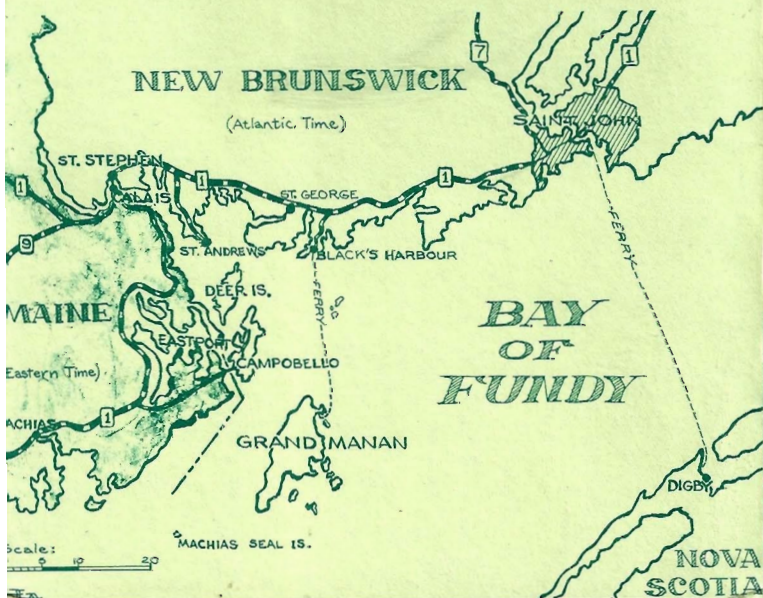 7
1
NEW BRUNSWICK
(Atlantic Time)
SAINT JOHN
ST. STEPHEN
1
1
1
CALAIS
ST. GEORGE
FERRY
9
ST. ANDREWS
BLACK'S HARBOUR
DEER IS.
FERRY
MAINE
BAY
OF
FUNDY
EASTPORT
CAMPOBELLO
Eastern Time)
1
ACHIAS
GRAND MANAN
DIGBY
MACHIAS SEAL IS.
Scale:
0 10 20
NOVA
SCOTIA